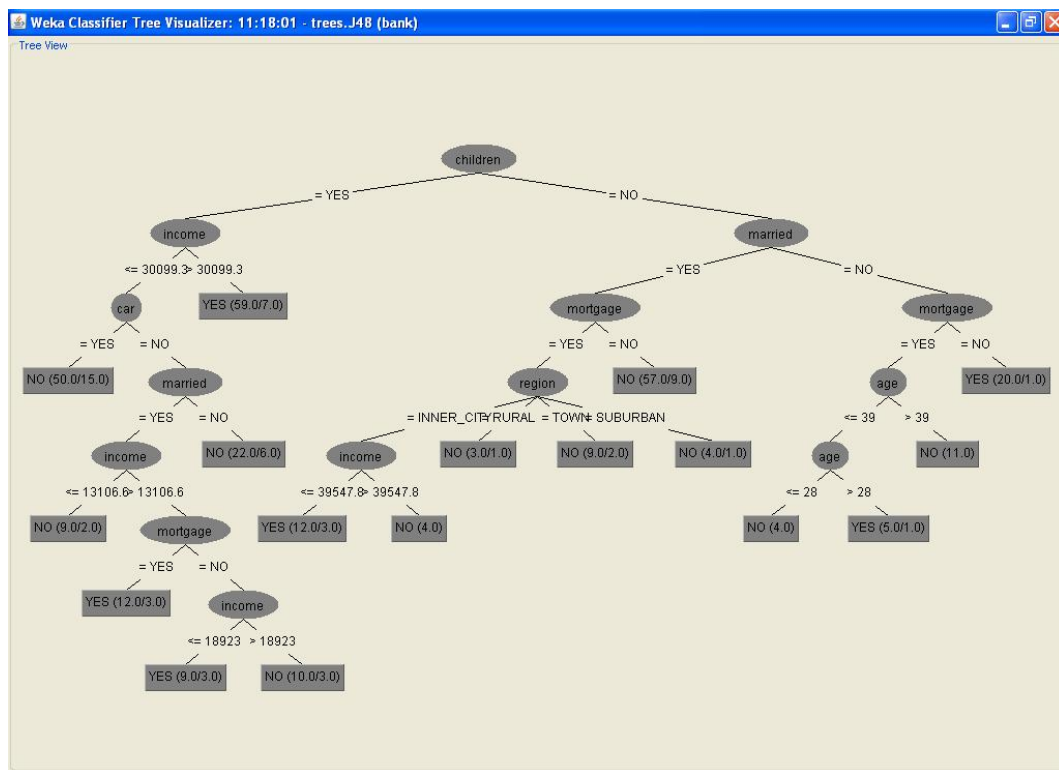 Weka Classifier Tree Visualizer: 11:18:01 - trees.J48 (bank)
Tree View
children
= YES = NO
income married
<= 30099.3 > 30099.3 = YES = NO
car YES (59.0/7.0) mortgage mortgage
= YES = NO = YES = NO = YES = NO
NO (50.0/15.0) married region NO (57.0/9.0) age YES (20.0/1.0)
= YES = NO = INNER_CITY = RURAL = TOWN = SUBURBAN <= 39 > 39
income NO (22.0/6.0) income NO (3.0/1.0) NO (9.0/2.0) NO (4.0/1.0) age NO (11.0)
<= 13106.6 > 13106.6 <= 39547.8 > 39547.8 <= 28 > 28
NO (9.0/2.0) mortgage YES (12.0/3.0) NO (4.0) NO (4.0) YES (5.0/1.0)
= YES = NO
YES (12.0/3.0) income
<= 18923 > 18923
YES (9.0/3.0) NO (10.0/3.0)